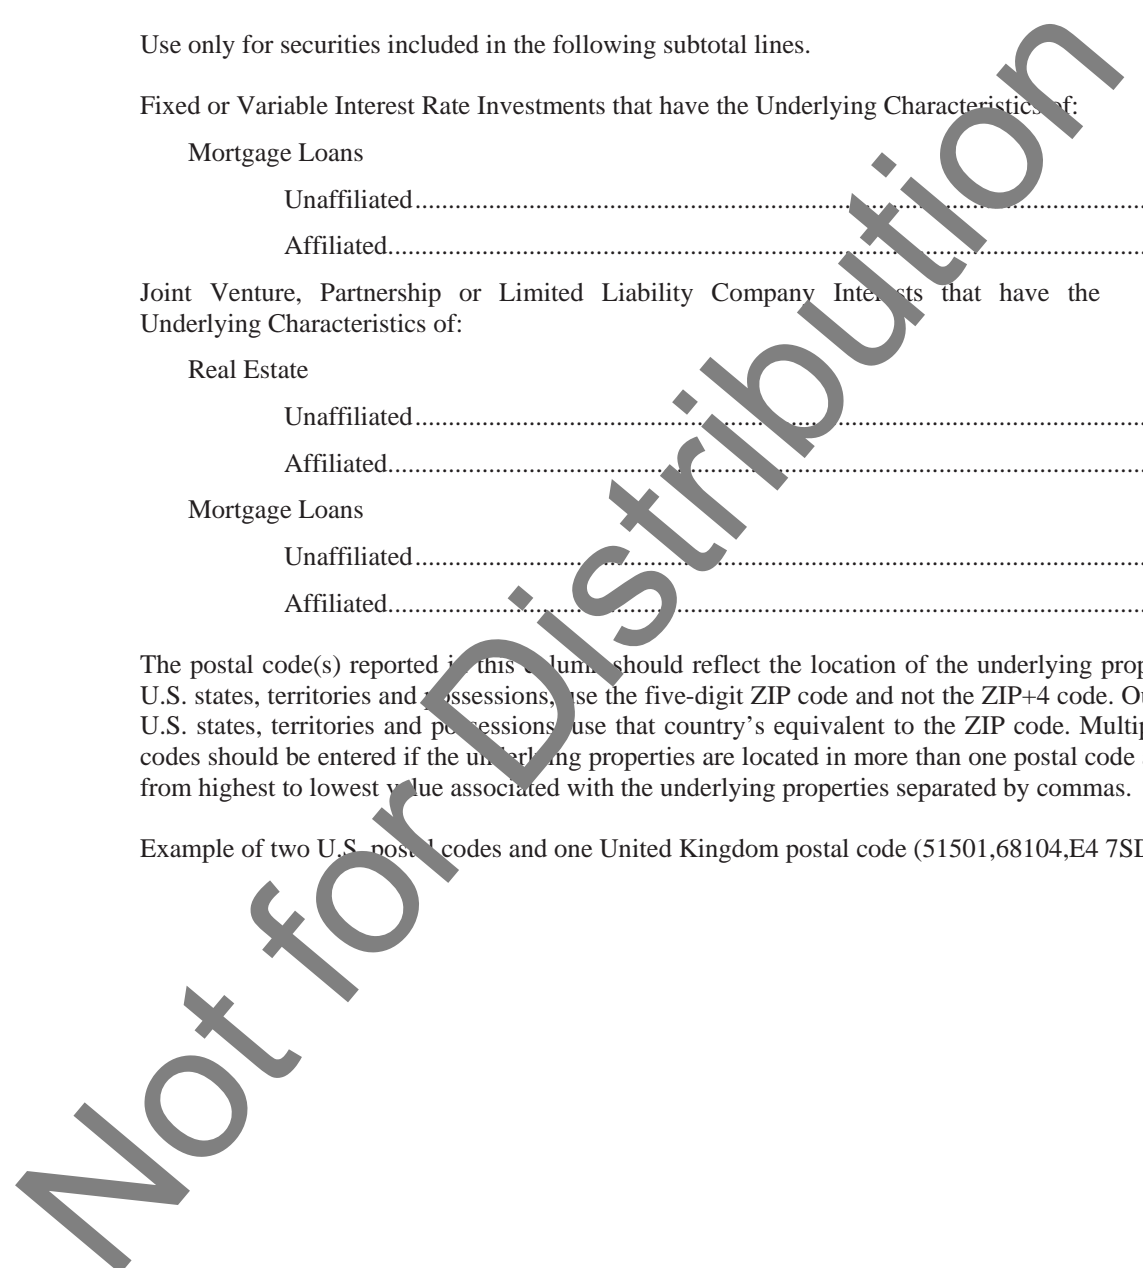 Use only for securities included in the following subtotal lines.
Fixed or Variable Interest Rate Investments that have the Underlying Characteristics of:
Mortgage Loans
Unaffiliated
Affiliated
Joint Venture, Partnership or Limited Liability Company Interests that have the
Underlying Characteristics of:
Real Estate
Unaffiliated
Affiliated
Mortgage Loans
Unaffiliated
Affiliated
The postal code(s) reported in this column should reflect the location of the underlying
U.S. states, territories and possessions, use the five-digit ZIP code and not the ZIP+4 code.
U.S. states, territories and possessions use that country’s equivalent to the ZIP code.
codes should be entered if the underlying properties are located in more than one postal code
from highest to lowest value associated with the underlying properties separated by commas.
Example of two U.S. postal codes and one United Kingdom postal code (51501,68104,E4 7SD
Not for Distribution